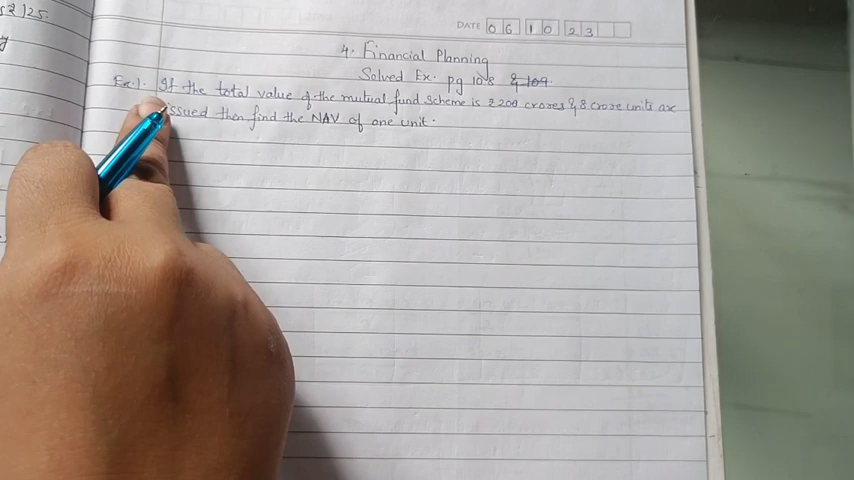 ₹125.
y
DATE 06 10 23
4. Financial Planning
Solved Ex. pg 108 & 109
Ex.1. If the total value of the mutual fund scheme is ₹200 crores & 8 crore units are
issued then find the NAV of one unit.